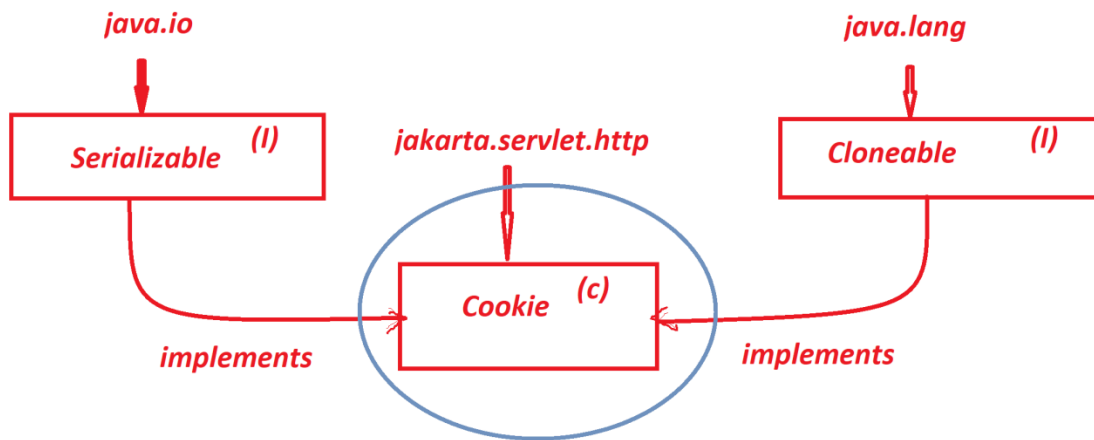 java.io
java.lang
Serializable (I)
jakarta.servlet.http
Cloneable (I)
Cookie (c)
implements
implements